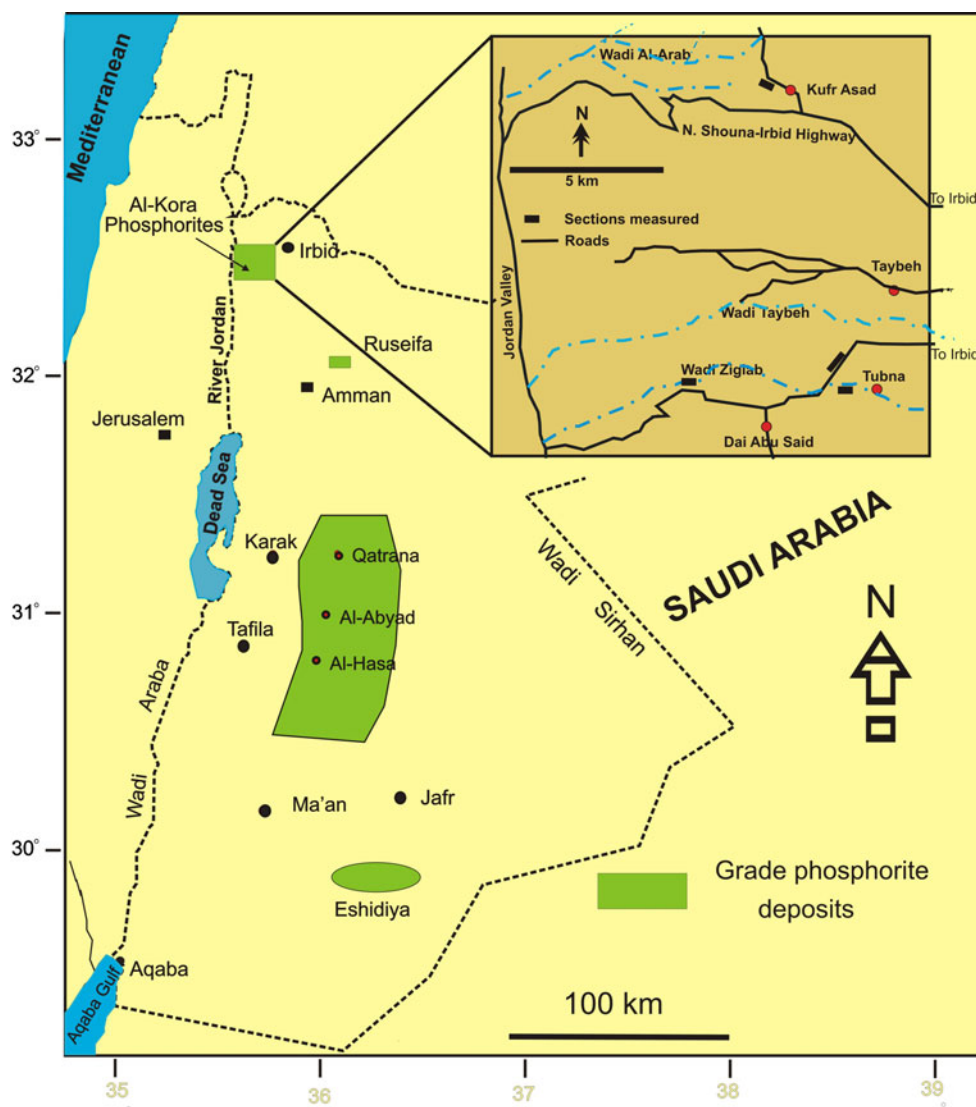 Mediterranean
33°
32°
31°
30°
Al-Kora
Phosphorites
Irbid
River Jordan
Ruseifa
Amman
Jerusalem
Dead Sea
Karak
Qatrana
Al-Abyad
Al-Hasa
Tafila
Wadi
Araba
Ma'an
Jafr
Eshidiya
Aqaba
Aqaba Gulf
Wadi
Sirhan
SAUDI ARABIA
N
Grade phosphorite
deposits
100 km
35
36
37
38
39
Wadi Al-Arab
Kufr Asad
N. Shouna-Irbid Highway
N
5 km
To Irbid
Sections measured
Roads
Jordan Valley
Taybeh
Wadi Taybeh
To Irbid
Wadi Ziglab
Tubna
Dai Abu Said